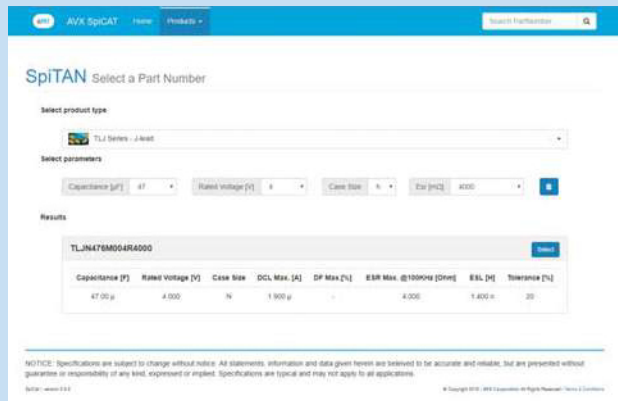 AVX SpiCAT Home Products
Search PartNumber
SpiTAN Select a Part Number
Select product type
TLJ Series - J-lead
Select parameters
Capacitance [µF] 47 Rated Voltage [V] 4 Case Size N Esr [mΩ] 4000
Results
TLJN476M004R4000 Select
Capacitance [F] Rated Voltage [V] Case Size DCL Max. [A] DF Max.[%] ESR Max. @100KHz [Ohm] ESL [H] Tolerance [%]
47.00 µ 4.000 N 1.900 µ - 4.000 1.400 n 20
NOTICE: Specifications are subject to change without notice. All statements, information and data given herein are believed to be accurate and reliable, but are presented without
guarantee or responsibility of any kind, expressed or implied. Specifications are typical and may not apply to all applications.